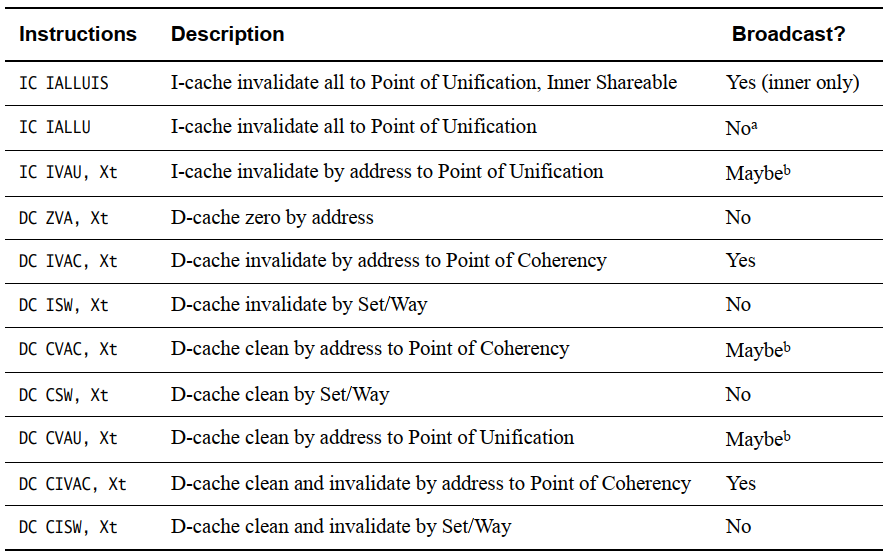 Instructions Description Broadcast?
IC IALLUIS I-cache invalidate all to Point of Unification, Inner Shareable Yes (inner only)
IC IALLU I-cache invalidate all to Point of Unification Noᵃ
IC IVAU, Xt I-cache invalidate by address to Point of Unification Maybeᵇ
DC ZVA, Xt D-cache zero by address No
DC IVAC, Xt D-cache invalidate by address to Point of Coherency Yes
DC ISW, Xt D-cache invalidate by Set/Way No
DC CVAC, Xt D-cache clean by address to Point of Coherency Maybeᵇ
DC CSW, Xt D-cache clean by Set/Way No
DC CVAU, Xt D-cache clean by address to Point of Unification Maybeᵇ
DC CIVAC, Xt D-cache clean and invalidate by address to Point of Coherency Yes
DC CISW, Xt D-cache clean and invalidate by Set/Way No